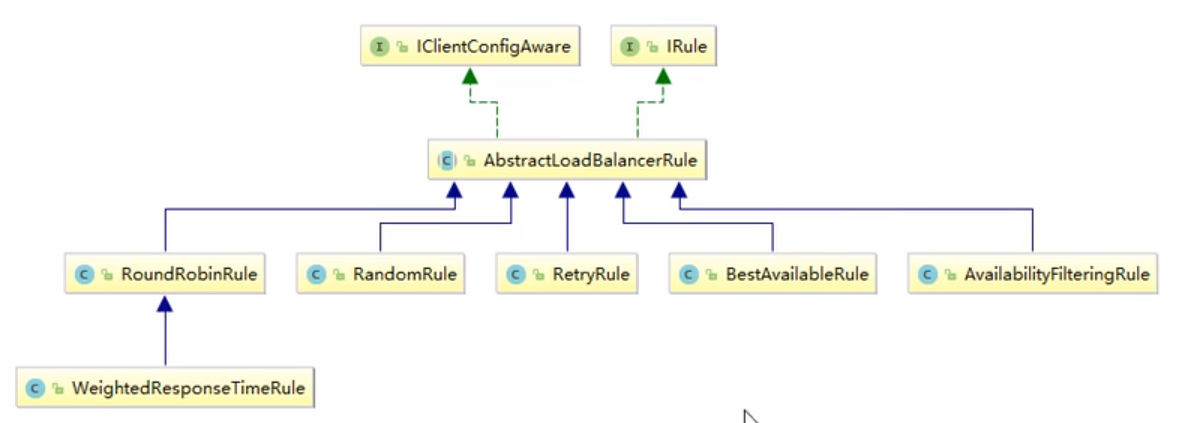 IClientConfigAware
IRule
AbstractLoadBalancerRule
RoundRobinRule
RandomRule
RetryRule
BestAvailableRule
AvailabilityFilteringRule
WeightedResponseTimeRule